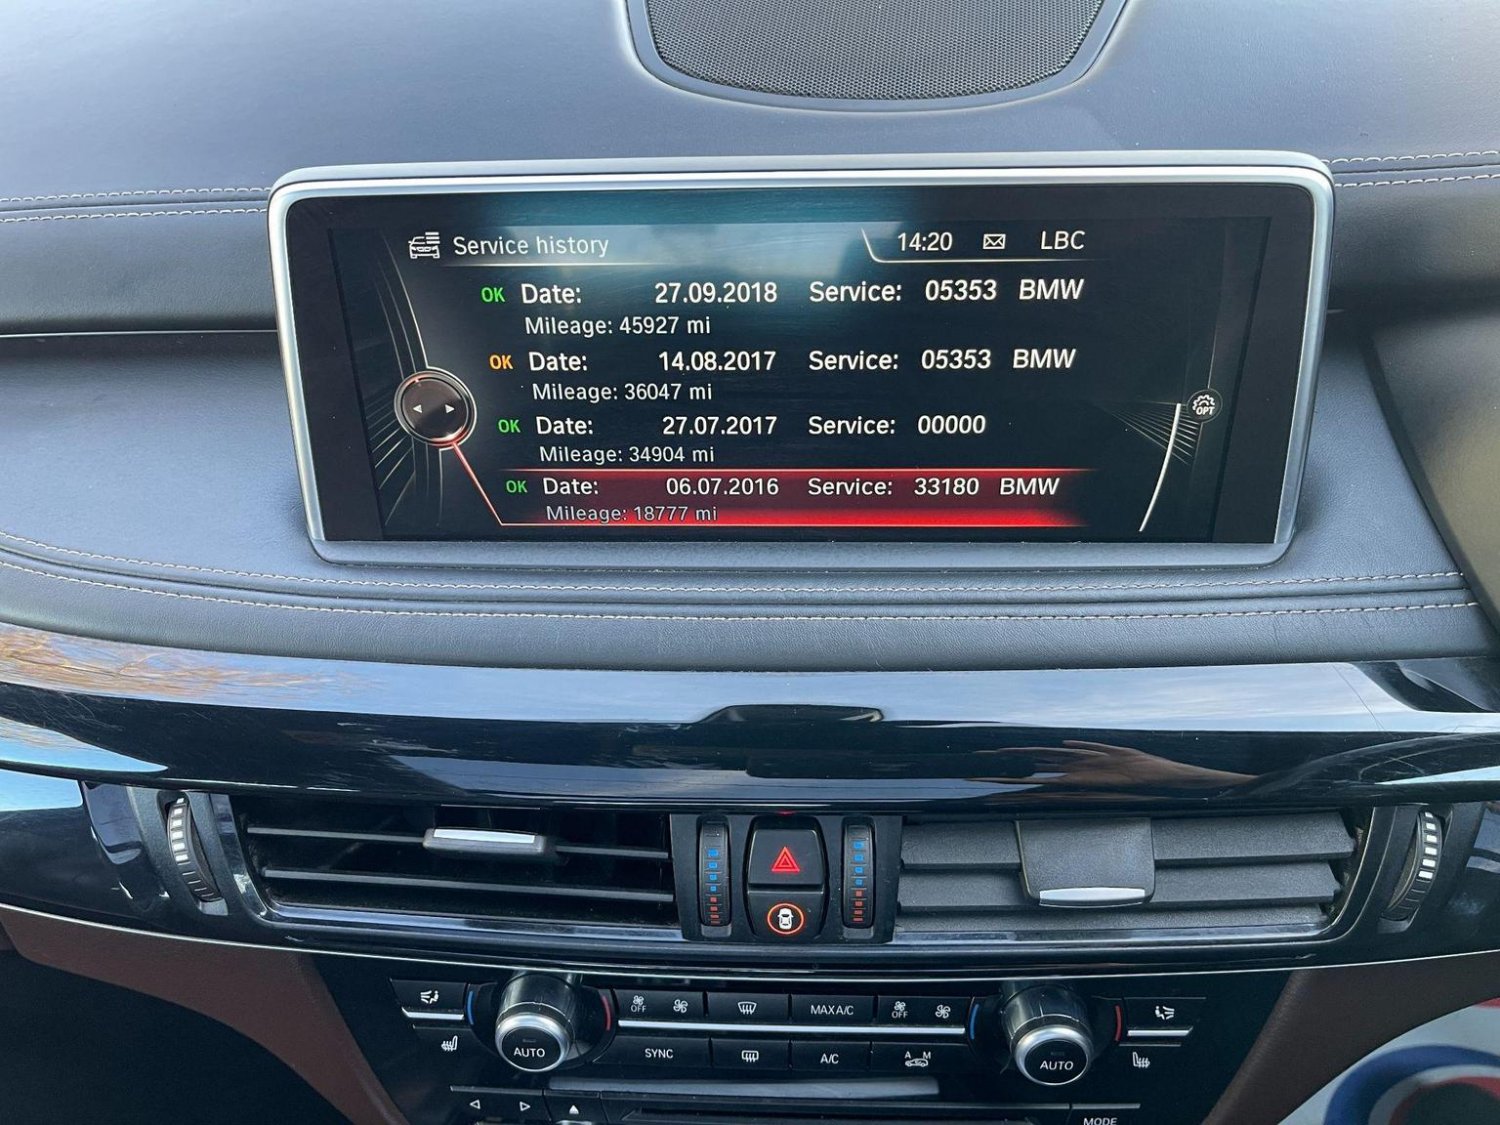 Service history 14:20 LBC
OK Date: 27.09.2018 Service: 05353 BMW
Mileage: 45927 mi
OK Date: 14.08.2017 Service: 05353 BMW
Mileage: 36047 mi
OK Date: 27.07.2017 Service: 00000
Mileage: 34904 mi
OK Date: 06.07.2016 Service: 33180 BMW
Mileage: 18777 mi
OPT
OFF MAX A/C OFF
AUTO SYNC A/C A M AUTO
MODE